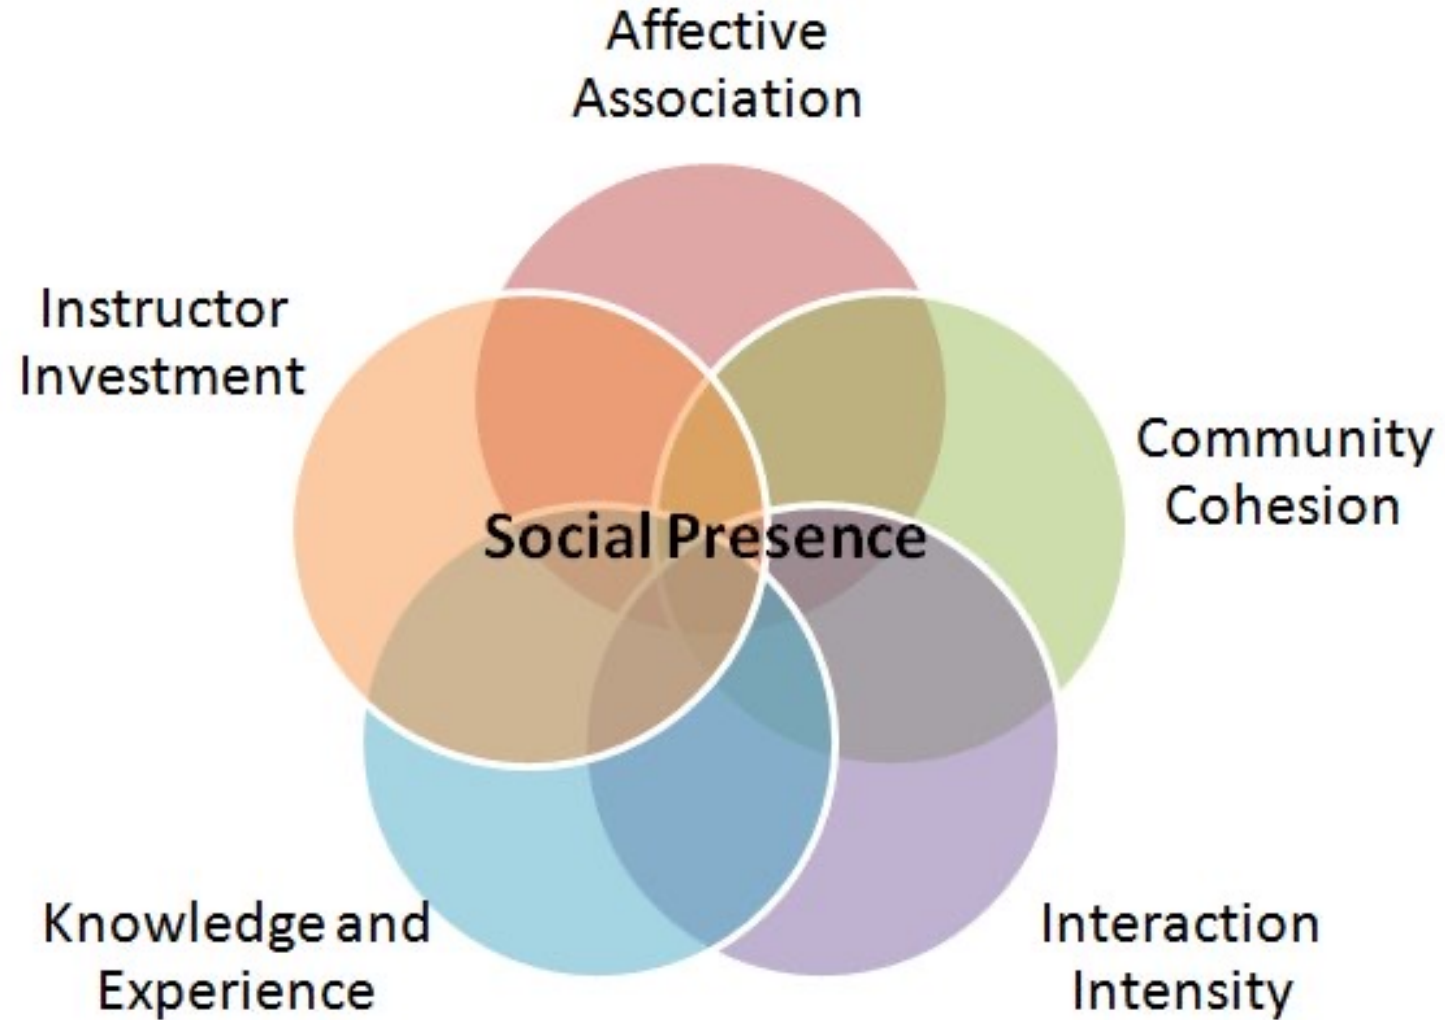 Affective
Association
Instructor
Investment
Community
Cohesion
Social Presence
Knowledge and
Experience
Interaction
Intensity